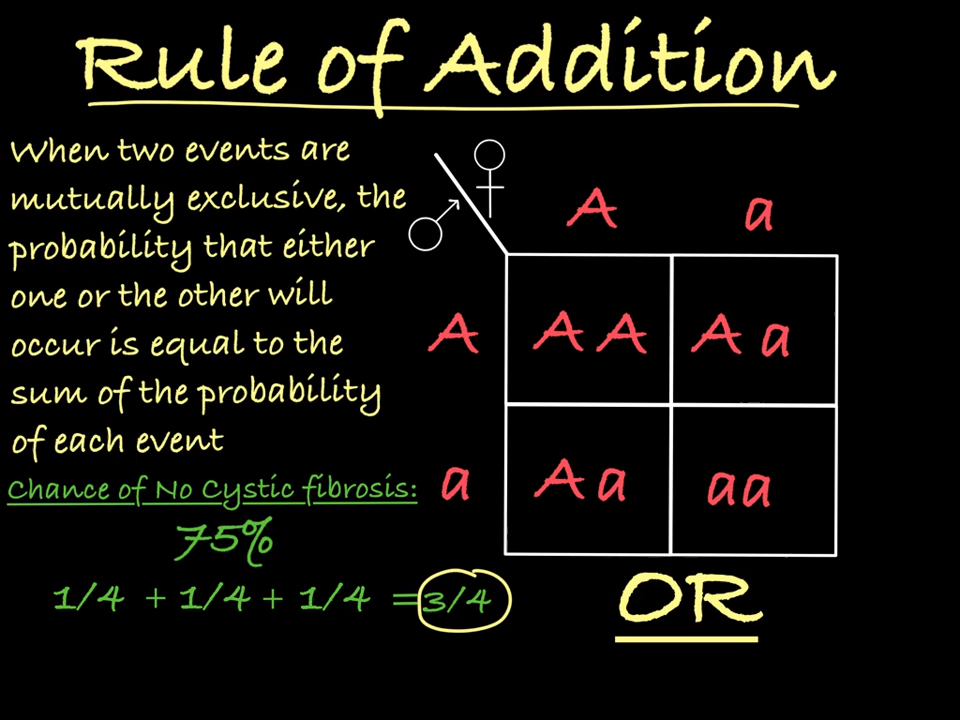 Rule of Addition
When two events are
mutually exclusive, the
probability that either
one or the other will
occur is equal to the
sum of the probability
of each event
Chance of No Cystic fibrosis:
75%
1/4 + 1/4 + 1/4 = 3/4
A a
A AA Aa
a Aa aa
OR